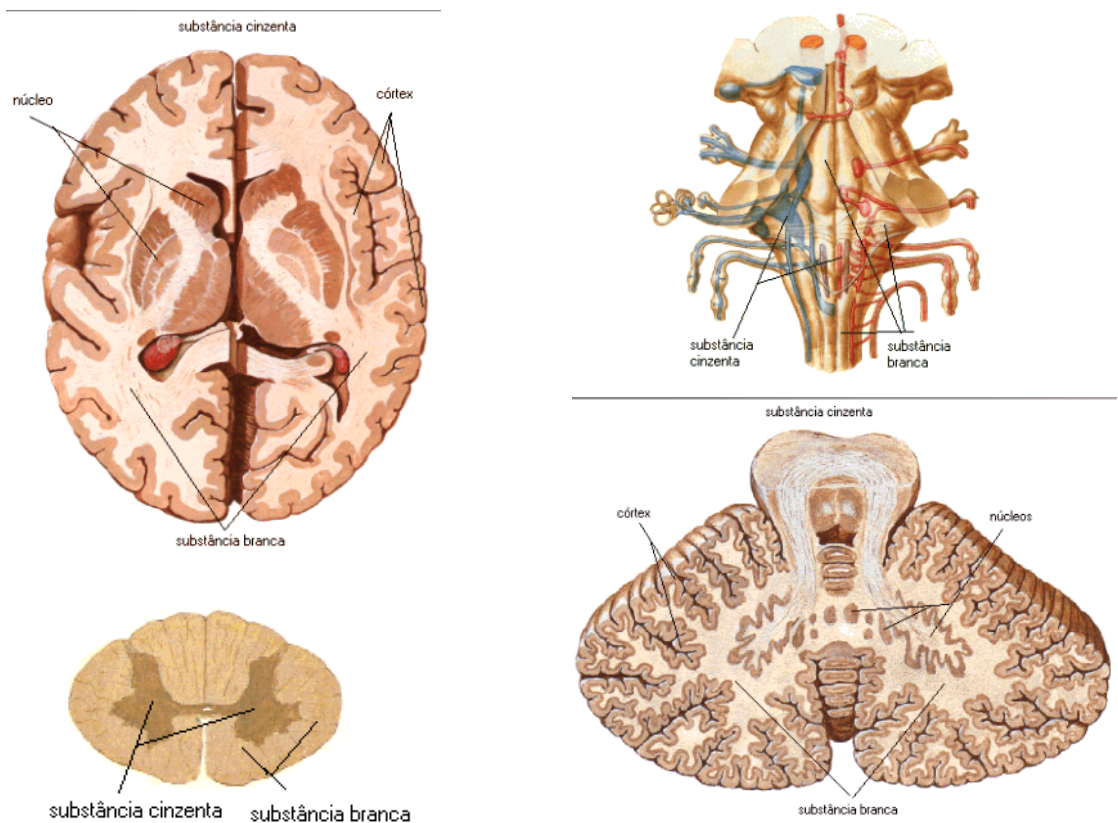 substância cinzenta
núcleo
córtex
substância branca
substância cinzenta
substância branca
substância
cinzenta
substância
branca
substância cinzenta
córtex
núcleos
substância branca